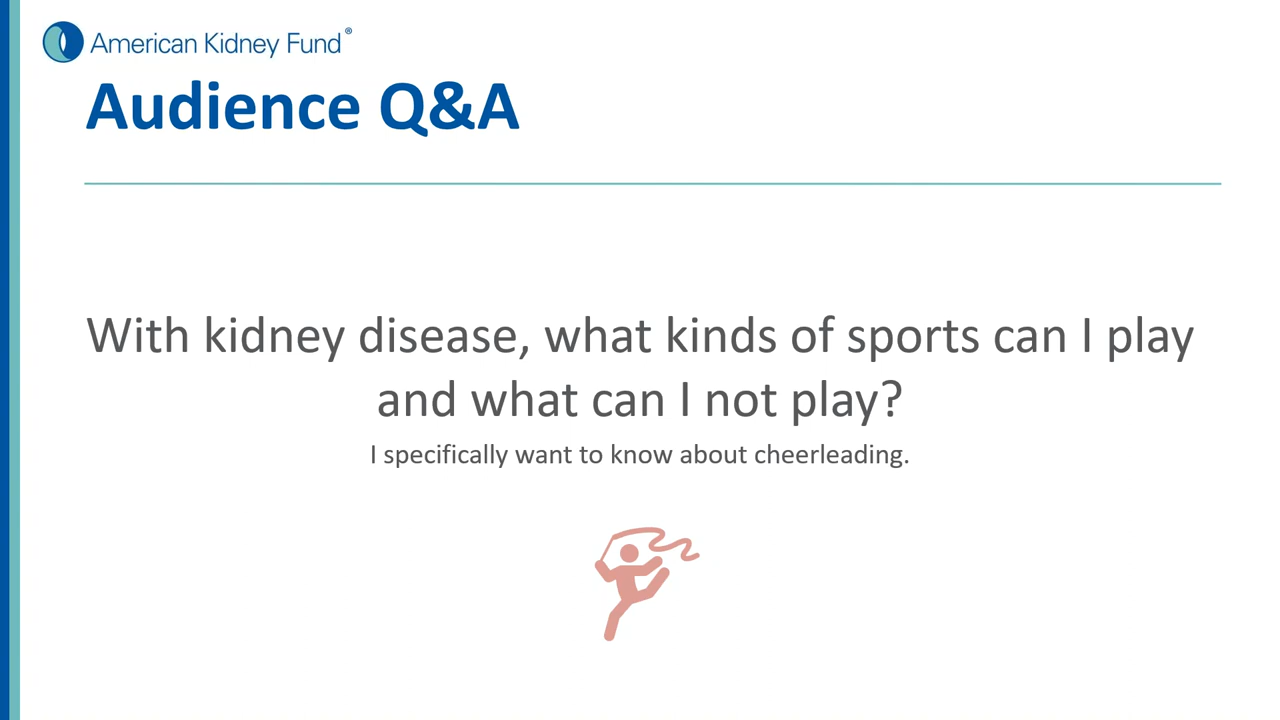 American Kidney Fund®
Audience Q&A
With kidney disease, what kinds of sports can I play
and what can I not play?
I specifically want to know about cheerleading.